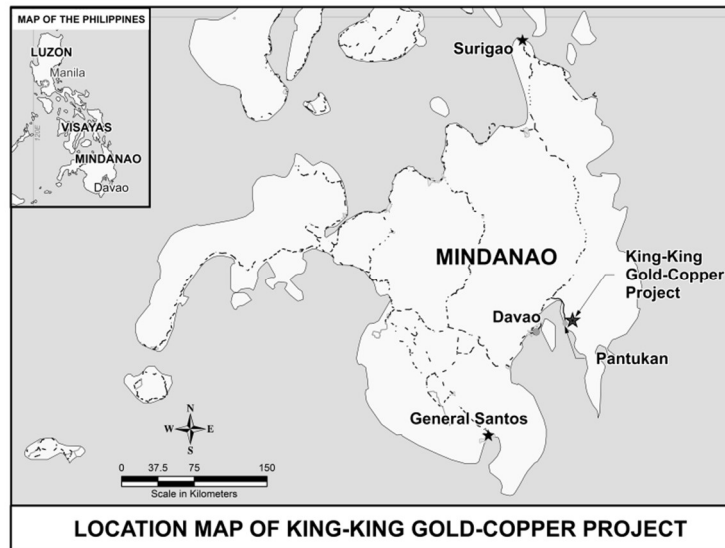 MAP OF THE PHILIPPINES
LUZON
Manila
120E
VISAYAS
MINDANAO
Davao
Surigao
MINDANAO
King-King
Gold-Copper
Project
Davao
Pantukan
General Santos
N
W E
S
0 37.5 75 150
Scale in Kilometers
LOCATION MAP OF KING-KING GOLD-COPPER PROJECT